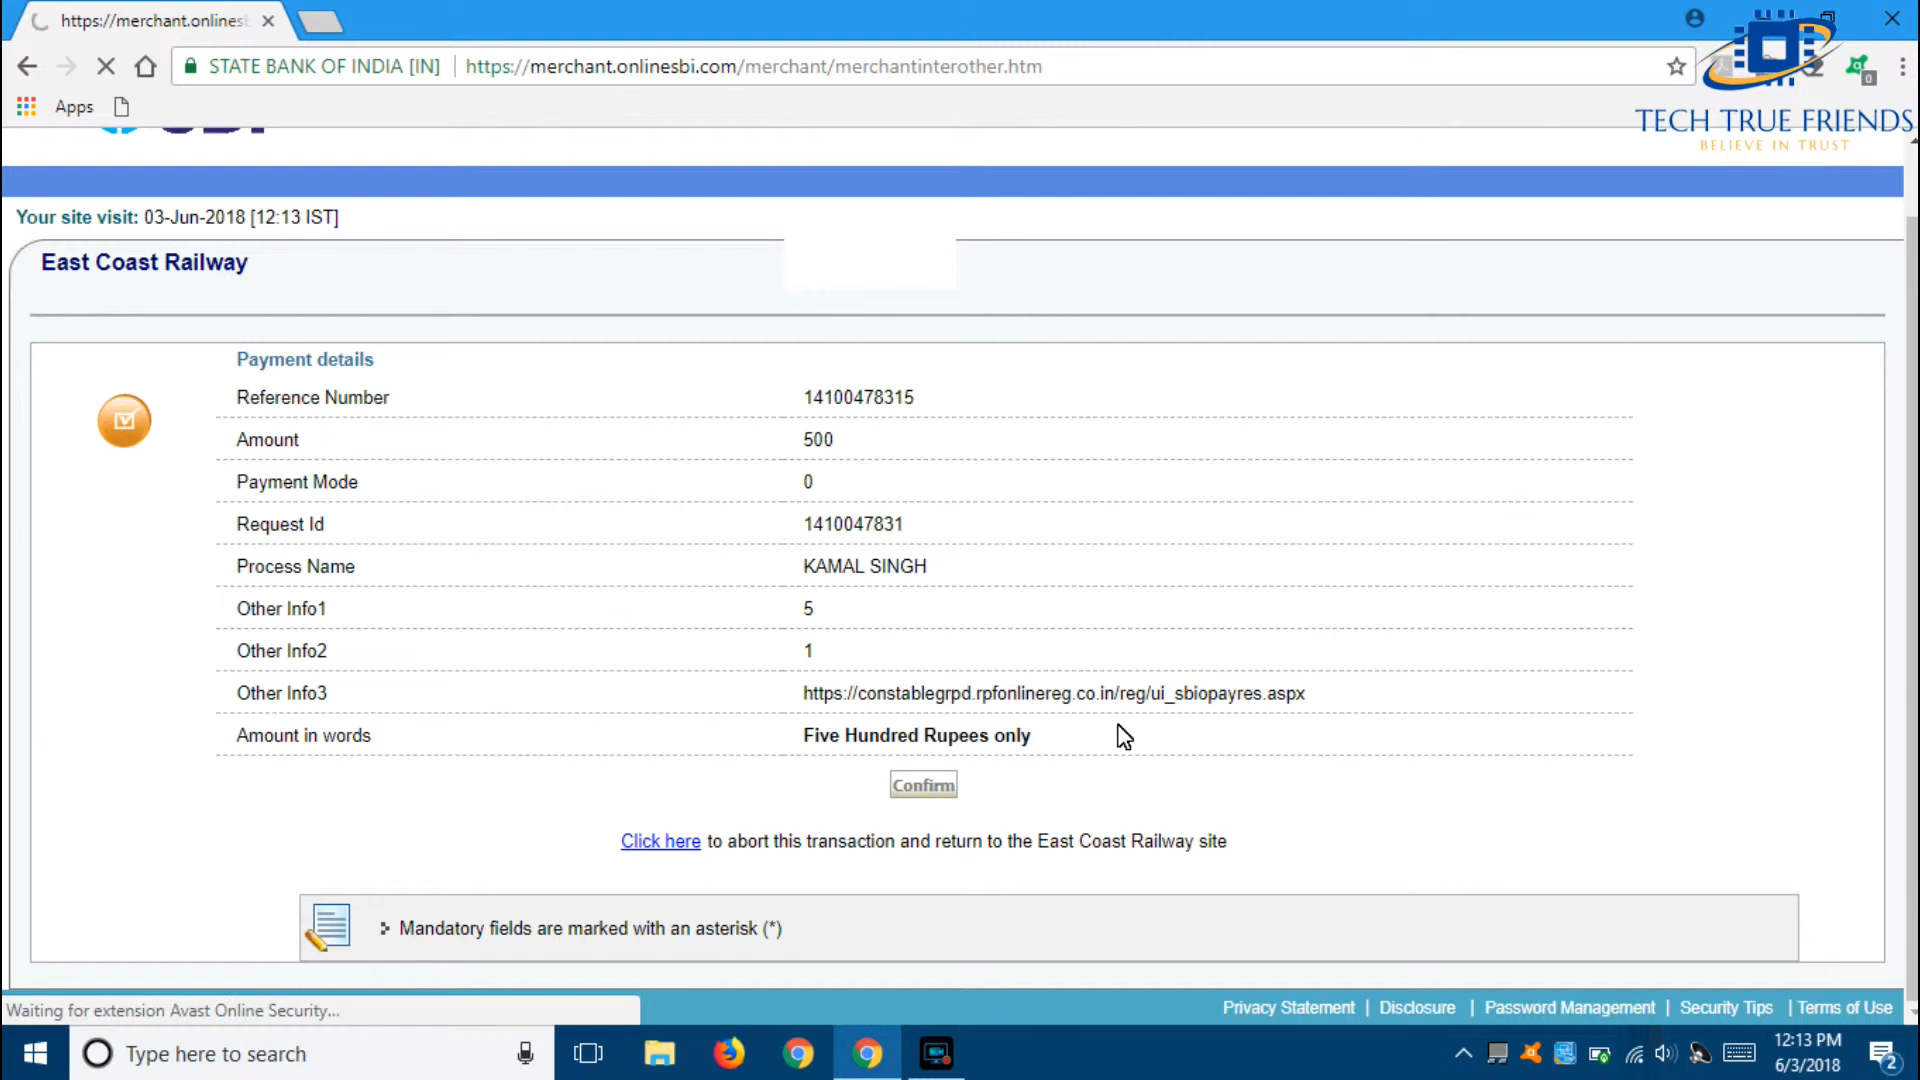 https://merchant.onlinesb
STATE BANK OF INDIA [IN]
https://merchant.onlinesbi.com/merchant/merchantinterother.htm
0
Apps
TECH TRUE FRIENDS
BELIEVE IN TRUST
Your site visit: 03-Jun-2018 [12:13 IST]
East Coast Railway
Payment details
Reference Number 14100478315
Amount 500
Payment Mode 0
Request Id 1410047831
Process Name KAMAL SINGH
Other Info1 5
Other Info2 1
Other Info3 https://constablegrpd.rpfonlinereg.co.in/reg/ui_sbiopayres.aspx
Amount in words Five Hundred Rupees only
Confirm
Click here to abort this transaction and return to the East Coast Railway site
Mandatory fields are marked with an asterisk (*)
Waiting for extension Avast Online Security...
Privacy Statement | Disclosure | Password Management | Security Tips | Terms of Use
Type here to search
12:13 PM
6/3/2018
2